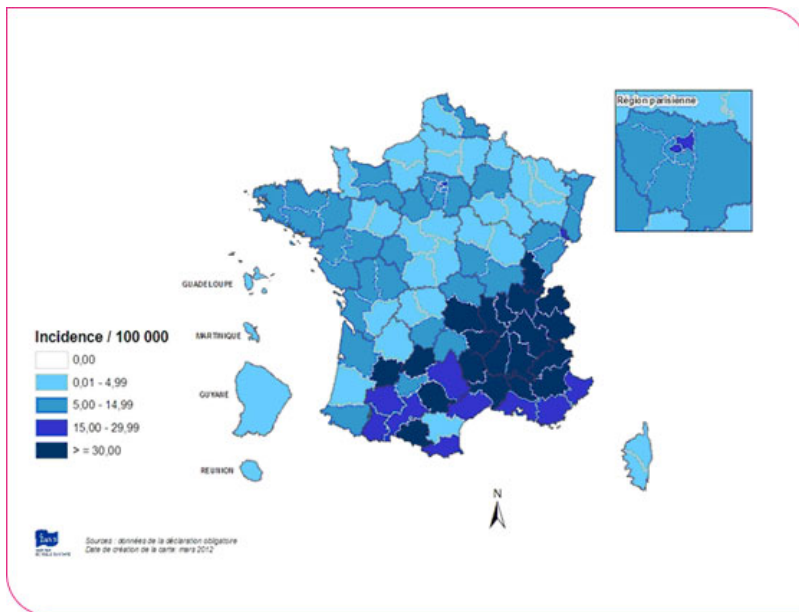 Région parisienne
GUADELOUPE
MARTINIQUE
GUYANE
REUNION
Incidence / 100 000
0,00
0,01 - 4,99
5,00 - 14,99
15,00 - 29,99
> = 30,00
N
Sources : données de la déclaration obligatoire
Date de création de la carte: mars 2012